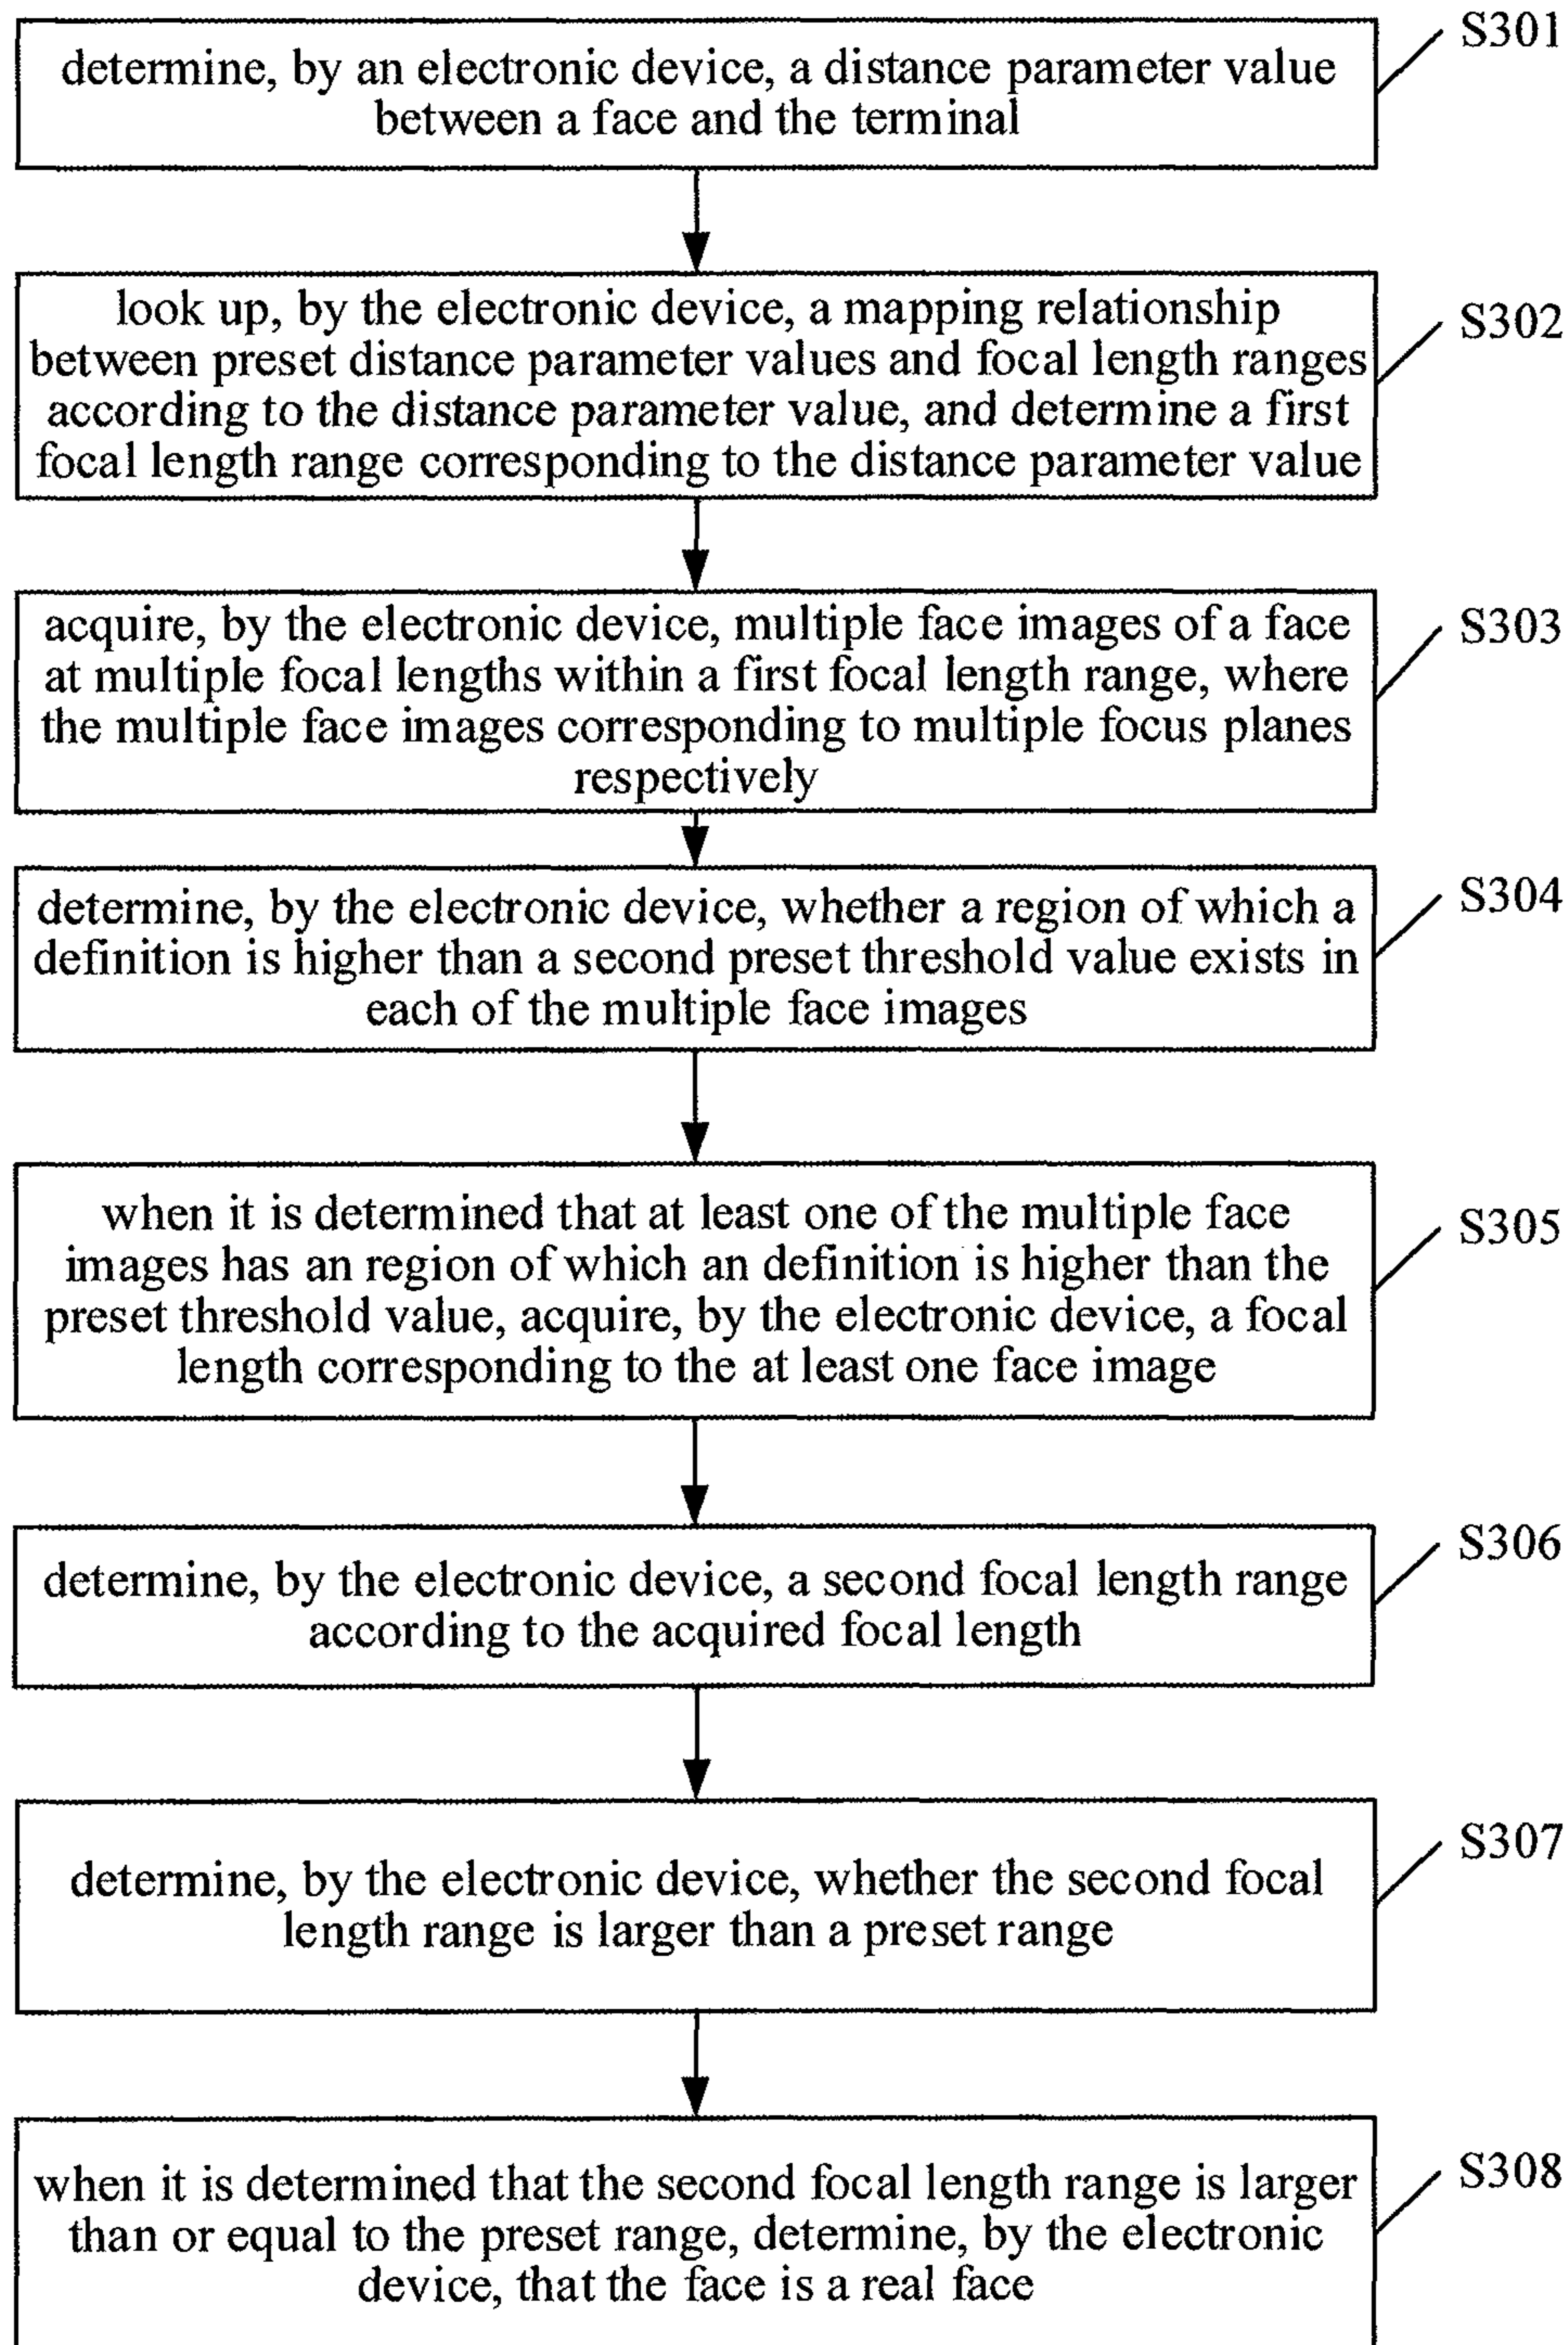 S301
determine, by an electronic device, a distance parameter value
between a face and the terminal
S302
look up, by the electronic device, a mapping relationship
between preset distance parameter values and focal length ranges
according to the distance parameter value, and determine a first
focal length range corresponding to the distance parameter value
S303
acquire, by the electronic device, multiple face images of a face
at multiple focal lengths within a first focal length range, where
the multiple face images corresponding to multiple focus planes
respectively
S304
determine, by the electronic device, whether a region of which a
definition is higher than a second preset threshold value exists in
each of the multiple face images
S305
when it is determined that at least one of the multiple face
images has an region of which an definition is higher than the
preset threshold value, acquire, by the electronic device, a focal
length corresponding to the at least one face image
S306
determine, by the electronic device, a second focal length range
according to the acquired focal length
S307
determine, by the electronic device, whether the second focal
length range is larger than a preset range
S308
when it is determined that the second focal length range is larger
than or equal to the preset range, determine, by the electronic
device, that the face is a real face